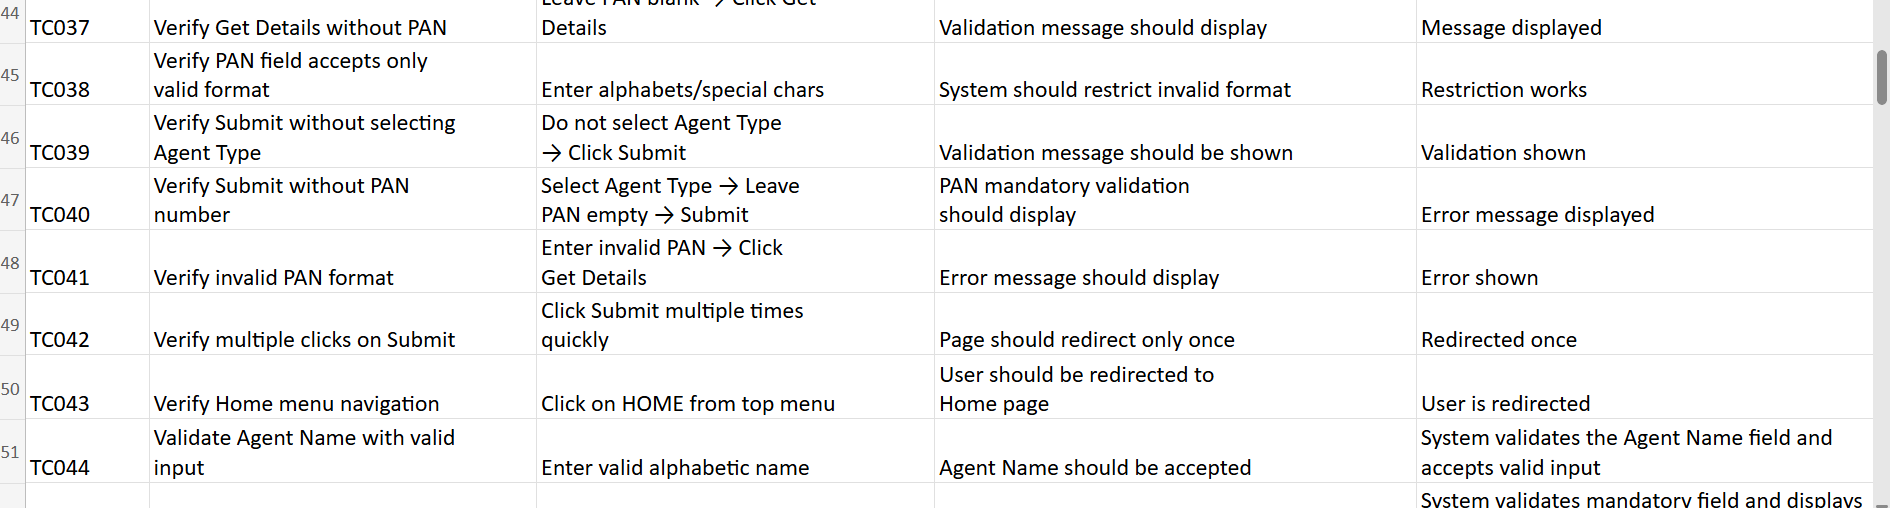 44
Leave PAN blank → Click Get
TC037
Verify Get Details without PAN
Details
Validation message should display
Message displayed
45
Verify PAN field accepts only
TC038
valid format
Enter alphabets/special chars
System should restrict invalid format
Restriction works
46
Verify Submit without selecting
Do not select Agent Type
TC039
Agent Type
→ Click Submit
Validation message should be shown
Validation shown
47
Verify Submit without PAN
Select Agent Type → Leave
PAN mandatory validation
TC040
number
PAN empty → Submit
should display
Error message displayed
48
Enter invalid PAN → Click
TC041
Verify invalid PAN format
Get Details
Error message should display
Error shown
49
Click Submit multiple times
TC042
Verify multiple clicks on Submit
quickly
Page should redirect only once
Redirected once
50
User should be redirected to
TC043
Verify Home menu navigation
Click on HOME from top menu
Home page
User is redirected
51
Validate Agent Name with valid
System validates the Agent Name field and
TC044
input
Enter valid alphabetic name
Agent Name should be accepted
accepts valid input
System validates mandatory field and displays